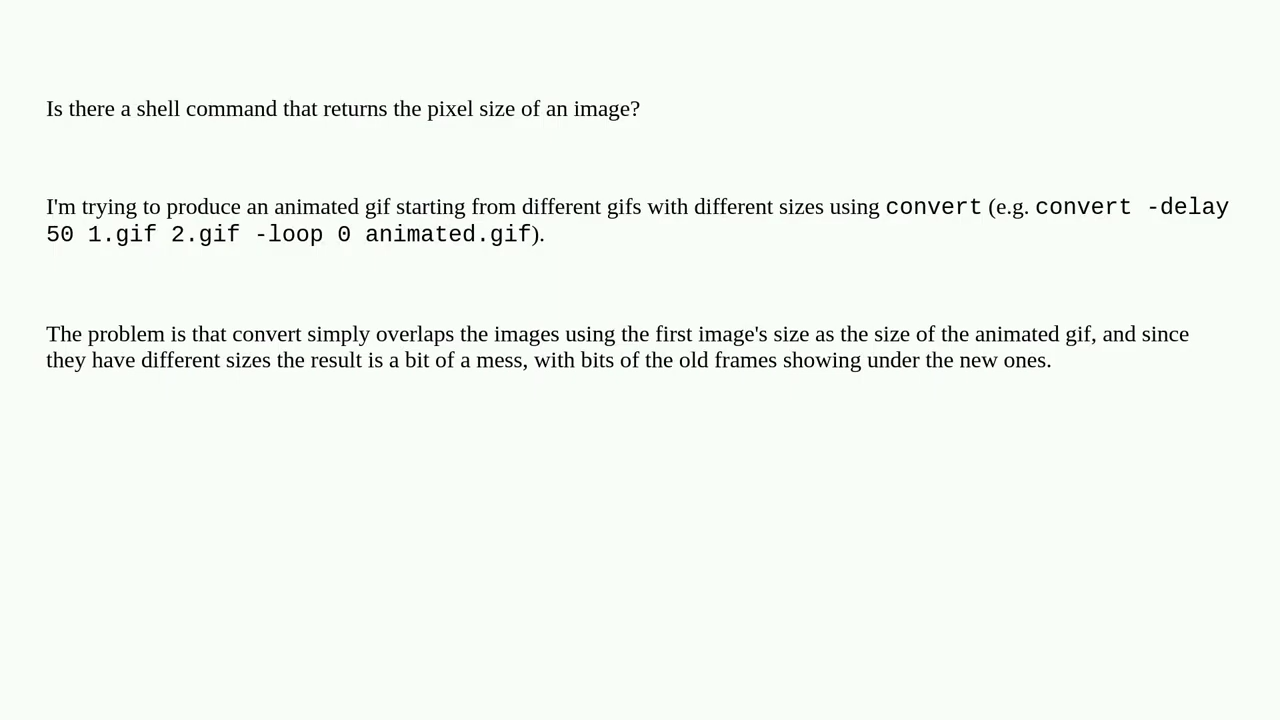 Is there a shell command that returns the pixel size of an image?
I'm trying to produce an animated gif starting from different gifs with different sizes using convert (e.g. convert -delay
50 1.gif 2.gif -loop 0 animated.gif).
The problem is that convert simply overlaps the images using the first image's size as the size of the animated gif, and since
they have different sizes the result is a bit of a mess, with bits of the old frames showing under the new ones.